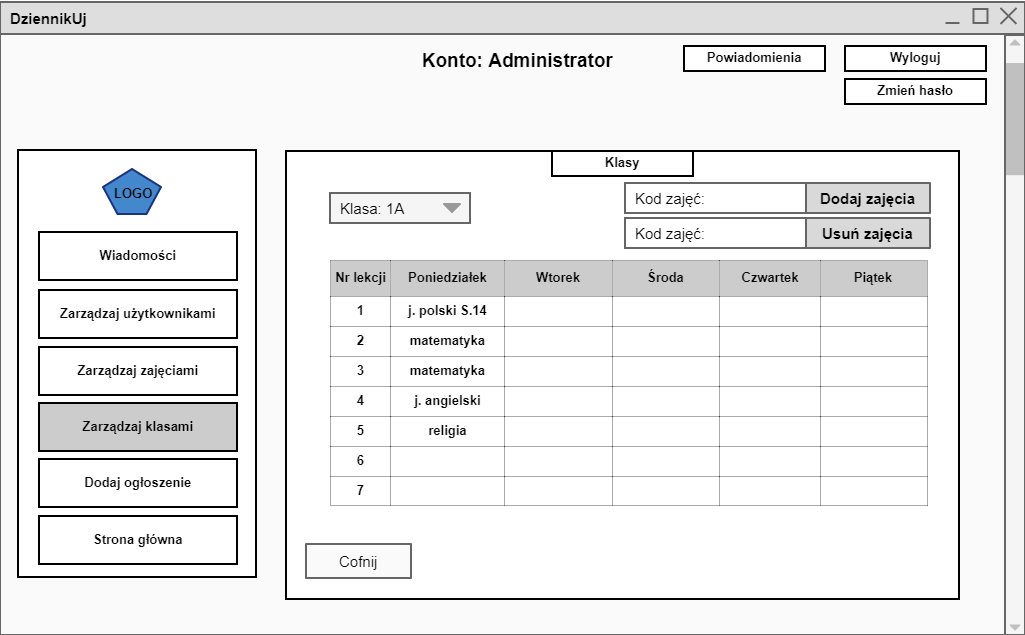 DziennikUj
Konto: Administrator
Powiadomienia
Wyloguj
Zmień hasło
LOGO
Wiadomości
Zarządzaj użytkownikami
Zarządzaj zajęciami
Zarządzaj klasami
Dodaj ogłoszenie
Strona główna
Klasy
Klasa: 1A
Kod zajęć: Dodaj zajęcia
Kod zajęć: Usuń zajęcia
Nr lekcji Poniedziałek Wtorek Środa Czwartek Piątek
1 j. polski S.14
2 matematyka
3 matematyka
4 j. angielski
5 religia
6
7
Cofnij